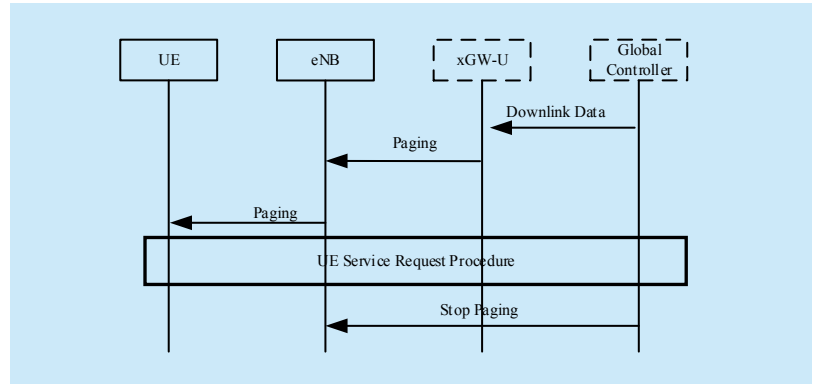 UE
eNB
xGW-U
Global
Controller
Downlink Data
Paging
Paging
UE Service Request Procedure
Stop Paging